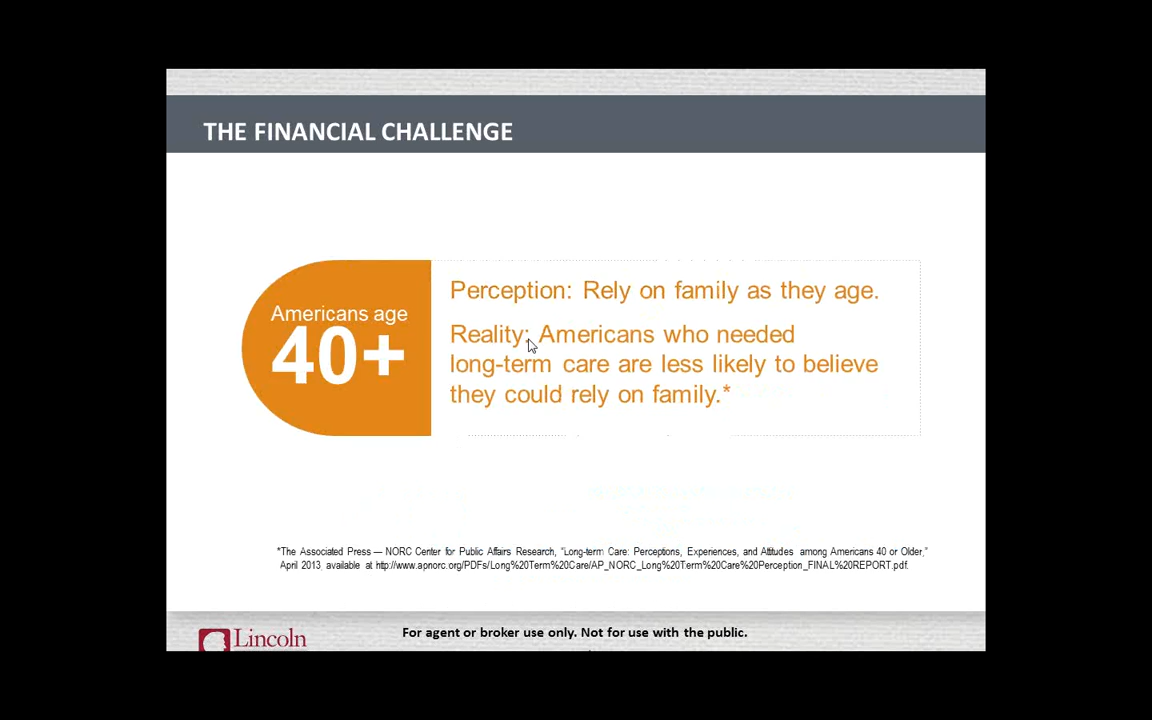 THE FINANCIAL CHALLENGE
Americans age
40+
Perception: Rely on family as they age.
Reality: Americans who needed
long-term care are less likely to believe
they could rely on family.*
*The Associated Press — NORC Center for Public Affairs Research, “Long-term Care: Perceptions, Experiences, and Attitudes among Americans 40 or Older,”
April 2013, available at http://www.apnorc.org/PDFs/Long%20Term%20Care/AP_NORC_Long%20Term%20Care%20Perception_FINAL%20REPORT.pdf.
Lincoln
For agent or broker use only. Not for use with the public.